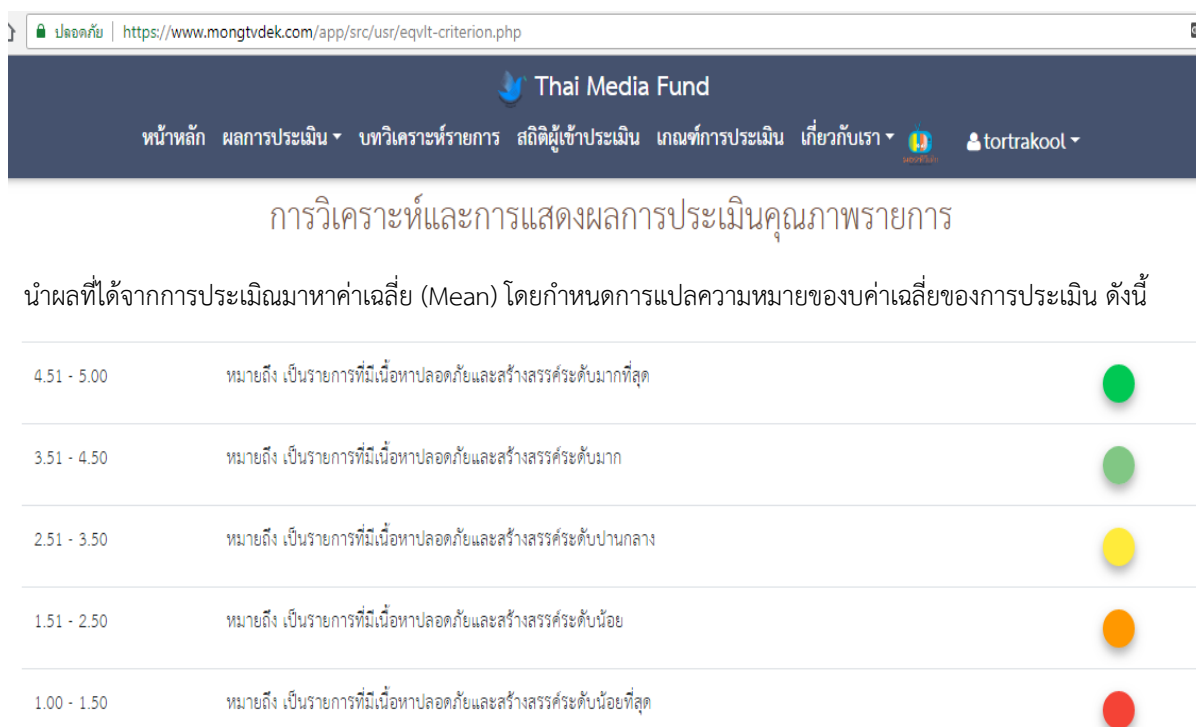 ปลอดภัย | https://www.mongtvdek.com/app/src/usr/eqvlt-criterion.php
Thai Media Fund
หน้าหลัก ผลการประเมิน บทวิเคราะห์รายการ สถิติผู้เข้าประเมิน เกณฑ์การประเมิน เกี่ยวกับเรา tortrakool
การวิเคราะห์และการแสดงผลการประเมินคุณภาพรายการ
นำผลที่ได้จากการประเมิณมาหาค่าเฉลี่ย (Mean) โดยกำหนดการแปลความหมายของบค่าเฉลี่ยของการประเมิน ดังนี้
4.51 - 5.00 หมายถึง เป็นรายการที่มีเนื้อหาปลอดภัยและสร้างสรรค์ระดับมากที่สุด
3.51 - 4.50 หมายถึง เป็นรายการที่มีเนื้อหาปลอดภัยและสร้างสรรค์ระดับมาก
2.51 - 3.50 หมายถึง เป็นรายการที่มีเนื้อหาปลอดภัยและสร้างสรรค์ระดับปานกลาง
1.51 - 2.50 หมายถึง เป็นรายการที่มีเนื้อหาปลอดภัยและสร้างสรรค์ระดับน้อย
1.00 - 1.50 หมายถึง เป็นรายการที่มีเนื้อหาปลอดภัยและสร้างสรรค์ระดับน้อยที่สุด